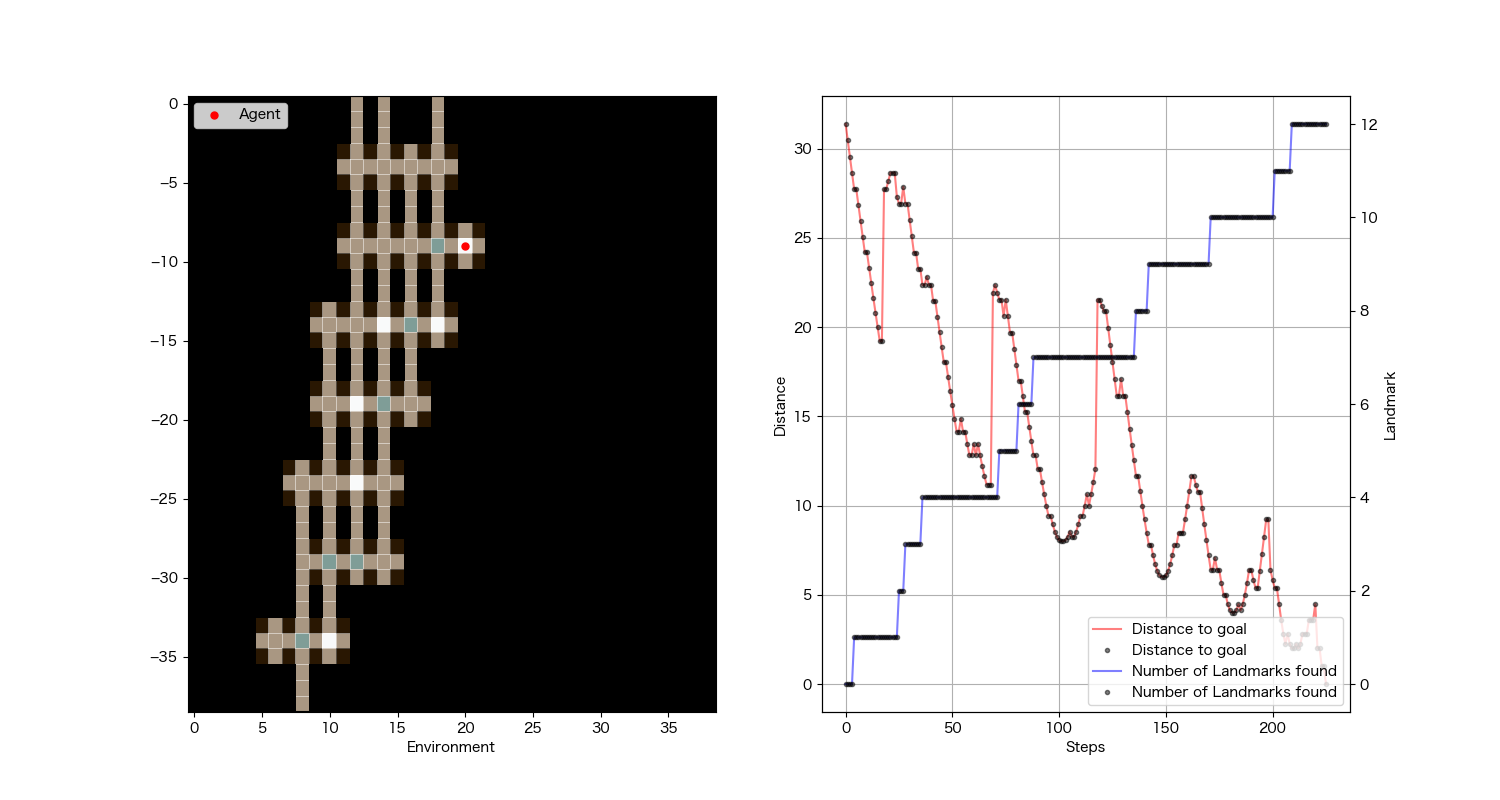 Agent
0
−5
−10
−15
−20
−25
−30
−35
0 5 10 15 20 25 30 35
Environment
Distance
30
25
20
15
10
5
0
0 50 100 150 200
Steps
12
10
8
6
4
2
0
Landmark
Distance to goal
Distance to goal
Number of Landmarks found
Number of Landmarks found